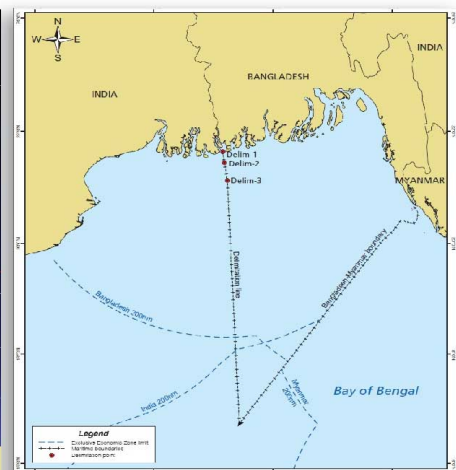 N
W E
S
INDIA
BANGLADESH
INDIA
MYANMAR
Delim-1
Delim-2
Delim-3
Delimitation line
Bangladesh/Myanmar boundary
Bangladesh 200nm
India 200nm
Myanmar 200nm
Bay of Bengal
Legend
Exclusive Economic Zone limit
Maritime boundaries
Delimitation point